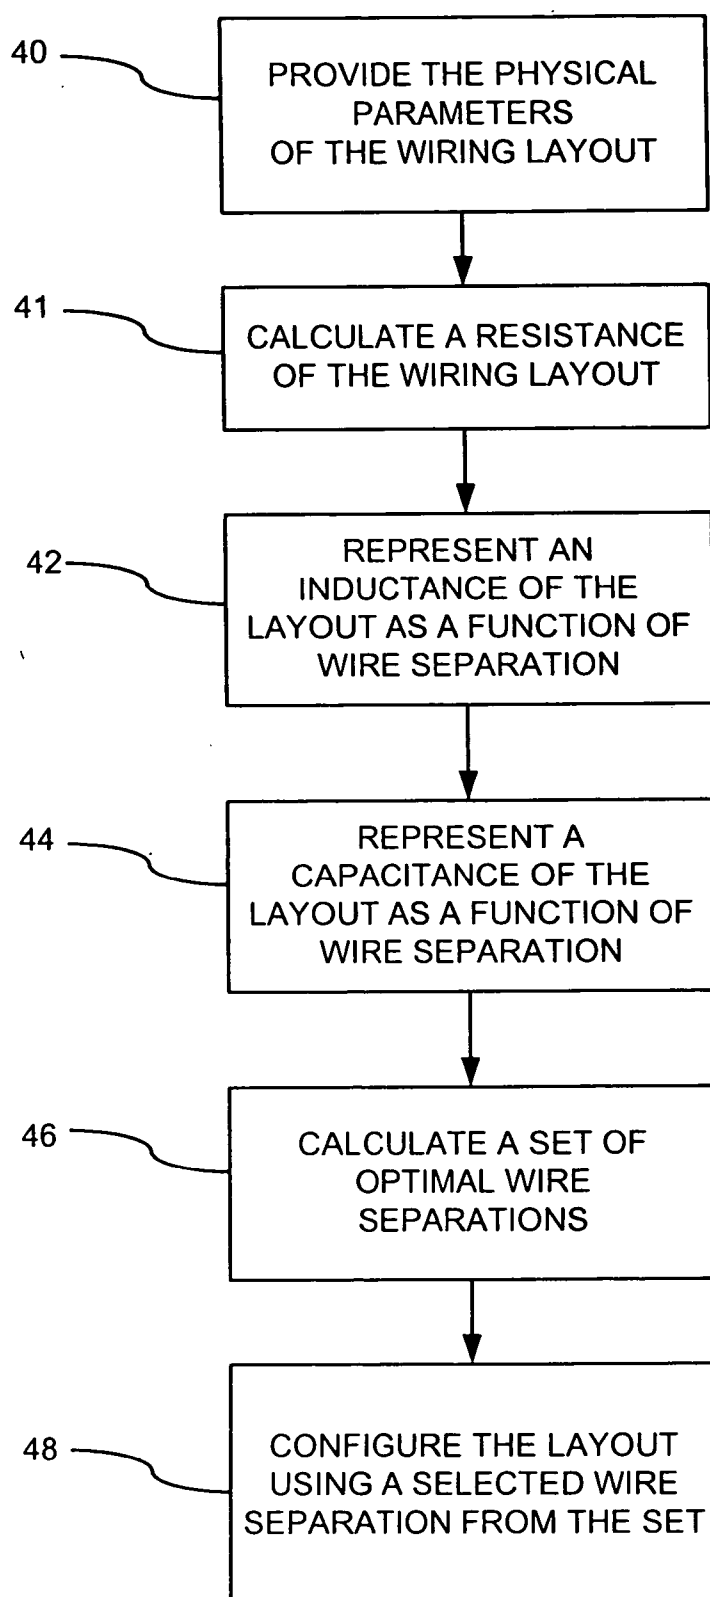 40
PROVIDE THE PHYSICAL
PARAMETERS
OF THE WIRING LAYOUT
41
CALCULATE A RESISTANCE
OF THE WIRING LAYOUT
42
REPRESENT AN
INDUCTANCE OF THE
LAYOUT AS A FUNCTION OF
WIRE SEPARATION
44
REPRESENT A
CAPACITANCE OF THE
LAYOUT AS A FUNCTION OF
WIRE SEPARATION
46
CALCULATE A SET OF
OPTIMAL WIRE
SEPARATIONS
48
CONFIGURE THE LAYOUT
USING A SELECTED WIRE
SEPARATION FROM THE SET